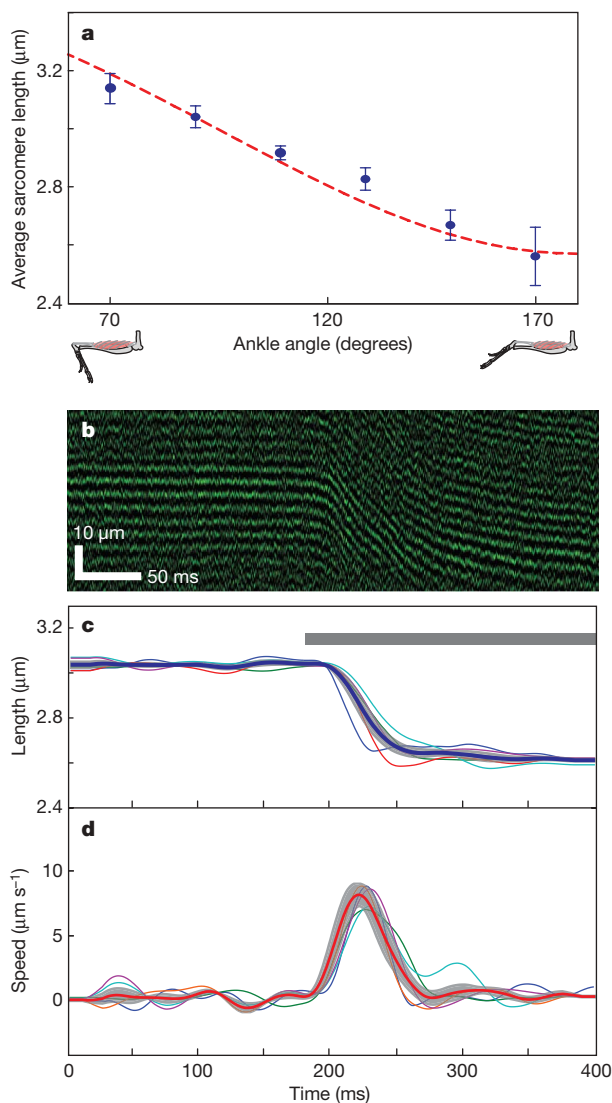 a
Average sarcomere length (μm)
3.2
2.8
2.4
70
120
170
Ankle angle (degrees)
b
10 μm
50 ms
c
Length (μm)
3.2
2.8
2.4
d
Speed (μm s⁻¹)
10
5
0
0 100 200 300 400
Time (ms)